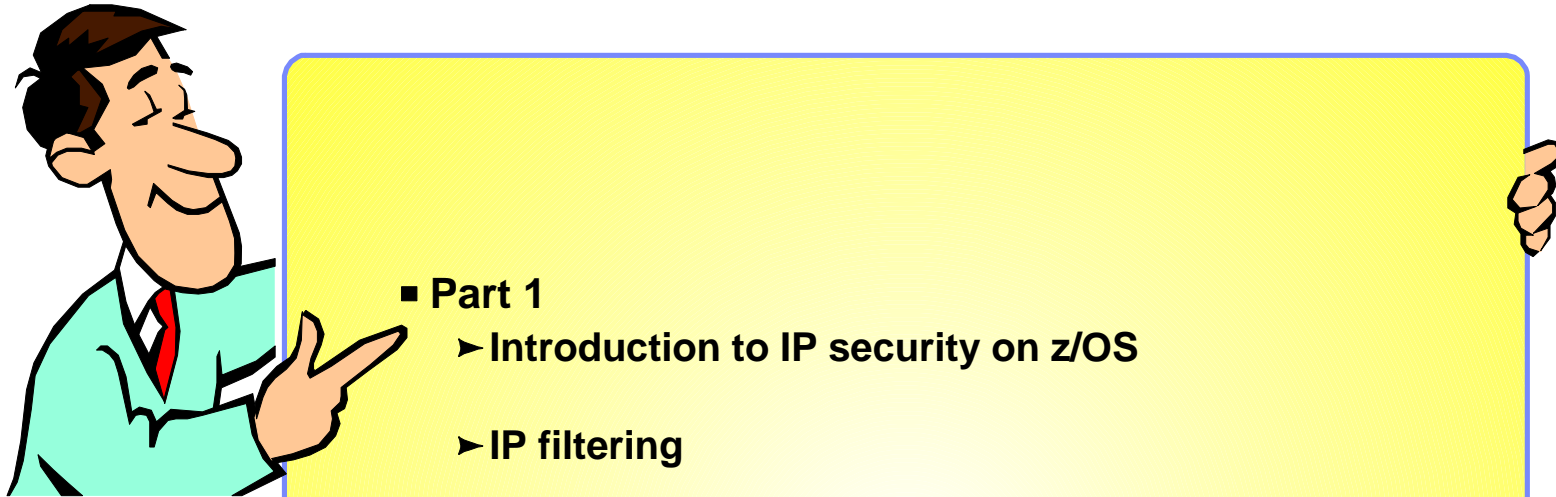 ■ Part 1
➤ Introduction to IP security on z/OS
➤ IP filtering